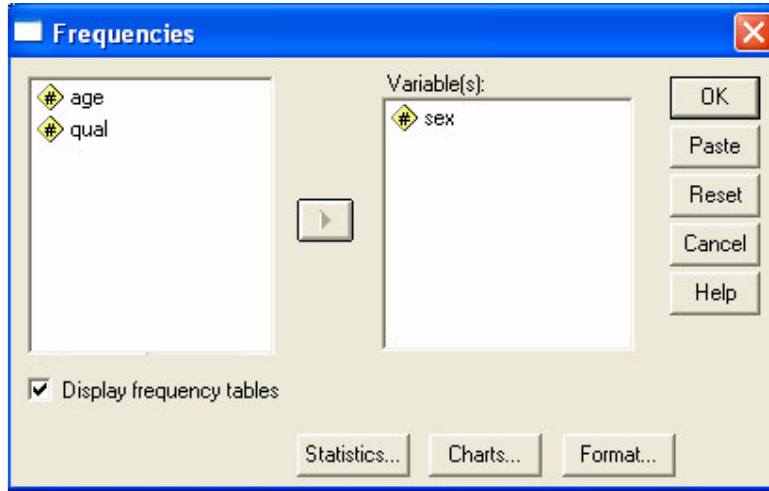 Frequencies
# age
# qual
Variable(s):
# sex
OK
Paste
Reset
Cancel
Help
Display frequency tables
Statistics...
Charts...
Format...